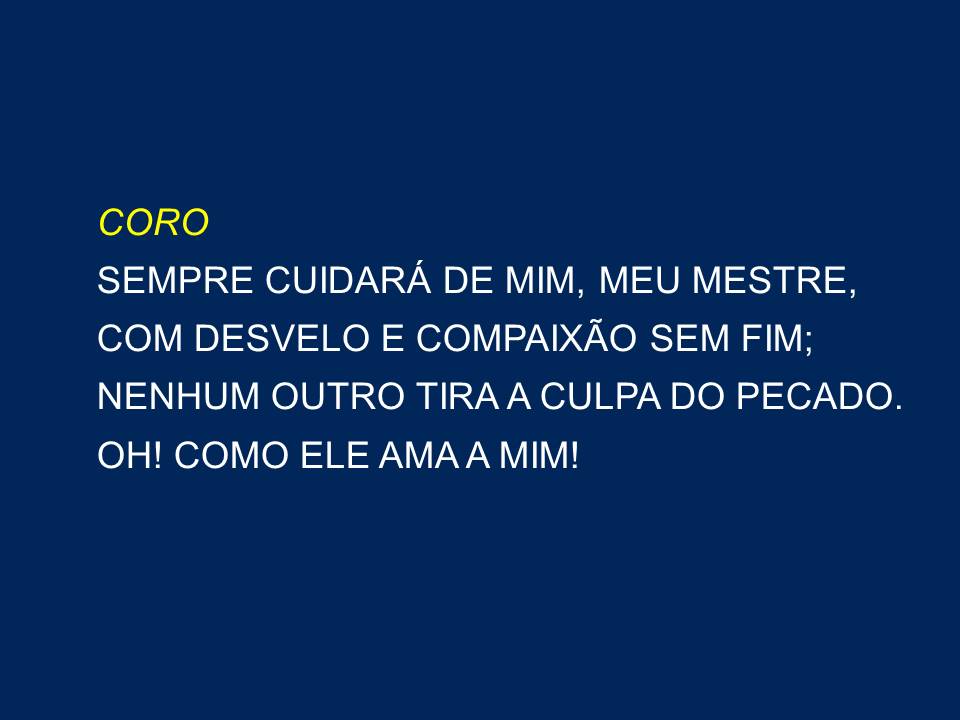 CORO
SEMPRE CUIDARÁ DE MIM, MEU MESTRE,
COM DESVELO E COMPAIXÃO SEM FIM;
NENHUM OUTRO TIRA A CULPA DO PECADO.
OH! COMO ELE AMA A MIM!